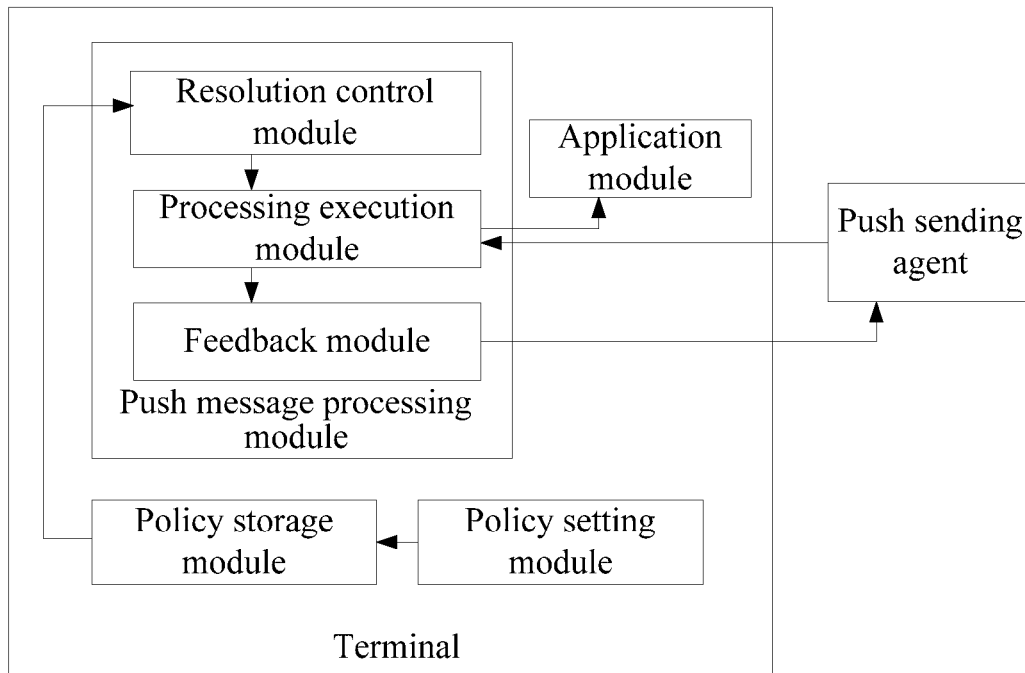 Resolution control
module
Application
module
Processing execution
module
Push sending
agent
Feedback module
Push message processing
module
Policy storage
module
Policy setting
module
Terminal